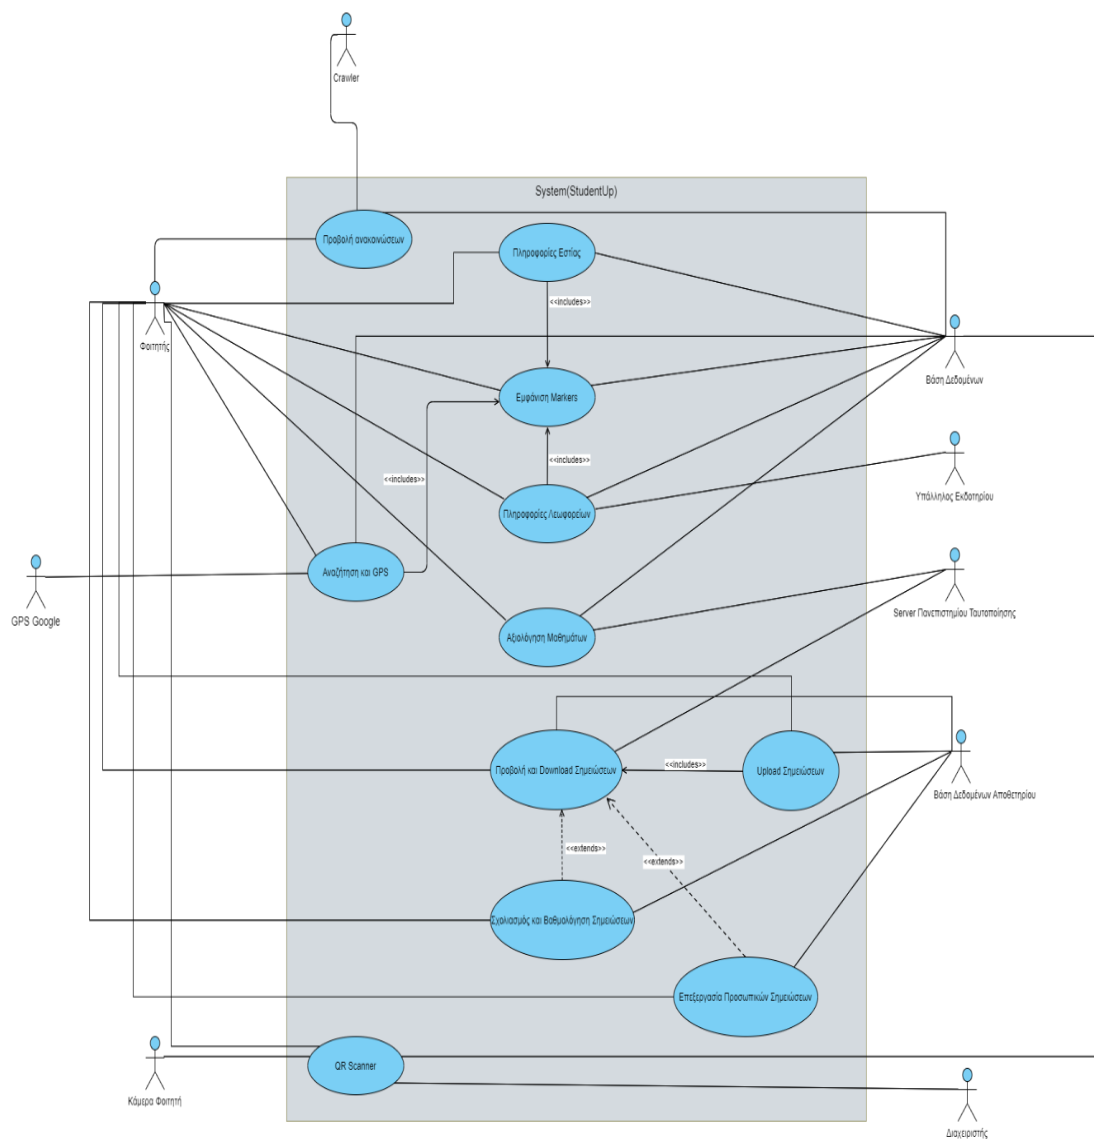 Crawler
System(StudentUp)
Προβολή ανακοινώσεων
Πληροφορίες Εστίας
<<includes>>
Φοιτητής
Βάση Δεδομένων
Εμφάνιση Markers
<<includes>>
<<includes>>
Υπάλληλος Εκδοτηρίου
Πληροφορίες Λεωφορείων
Αναζήτηση και GPS
GPS Google
Server Πανεπιστημίου Ταυτοποίησης
Αξιολόγηση Μαθημάτων
Προβολή και Download Σημειώσεων
<<includes>>
Upload Σημειώσεων
Βάση Δεδομένων Αποθετηρίου
<<extends>>
<<extends>>
Σχολιασμός και Βαθμολόγηση Σημειώσεων
Επεξεργασία Προσωπικών Σημειώσεων
QR Scanner
Κάμερα Φοιτητή
Διαχειριστής